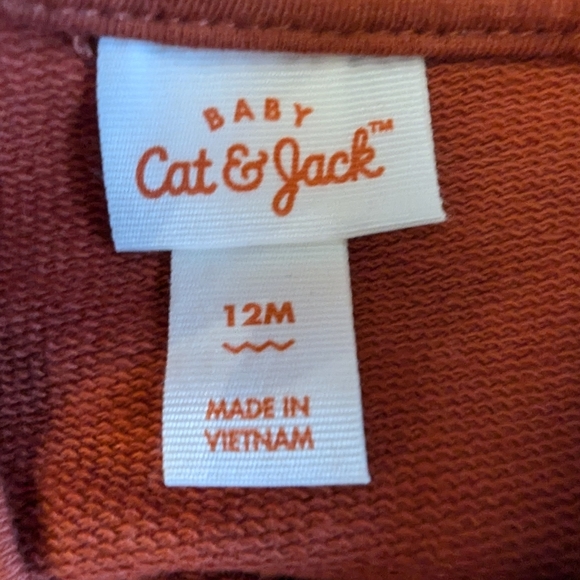 BABY
Cat & Jack™
12M
MADE IN
VIETNAM